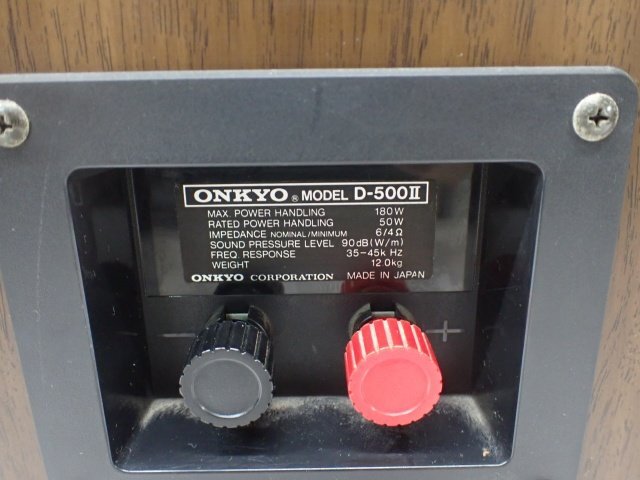 ONKYO ® MODEL D-500II
MAX. POWER HANDLING 180W
RATED POWER HANDLING 50W
IMPEDANCE NOMINAL/MINIMUM 6/4Ω
SOUND PRESSURE LEVEL 90dB(W/m)
FREQ. RESPONSE 35-45k HZ
WEIGHT 12.0kg
ONKYO CORPORATION MADE IN JAPAN
- +